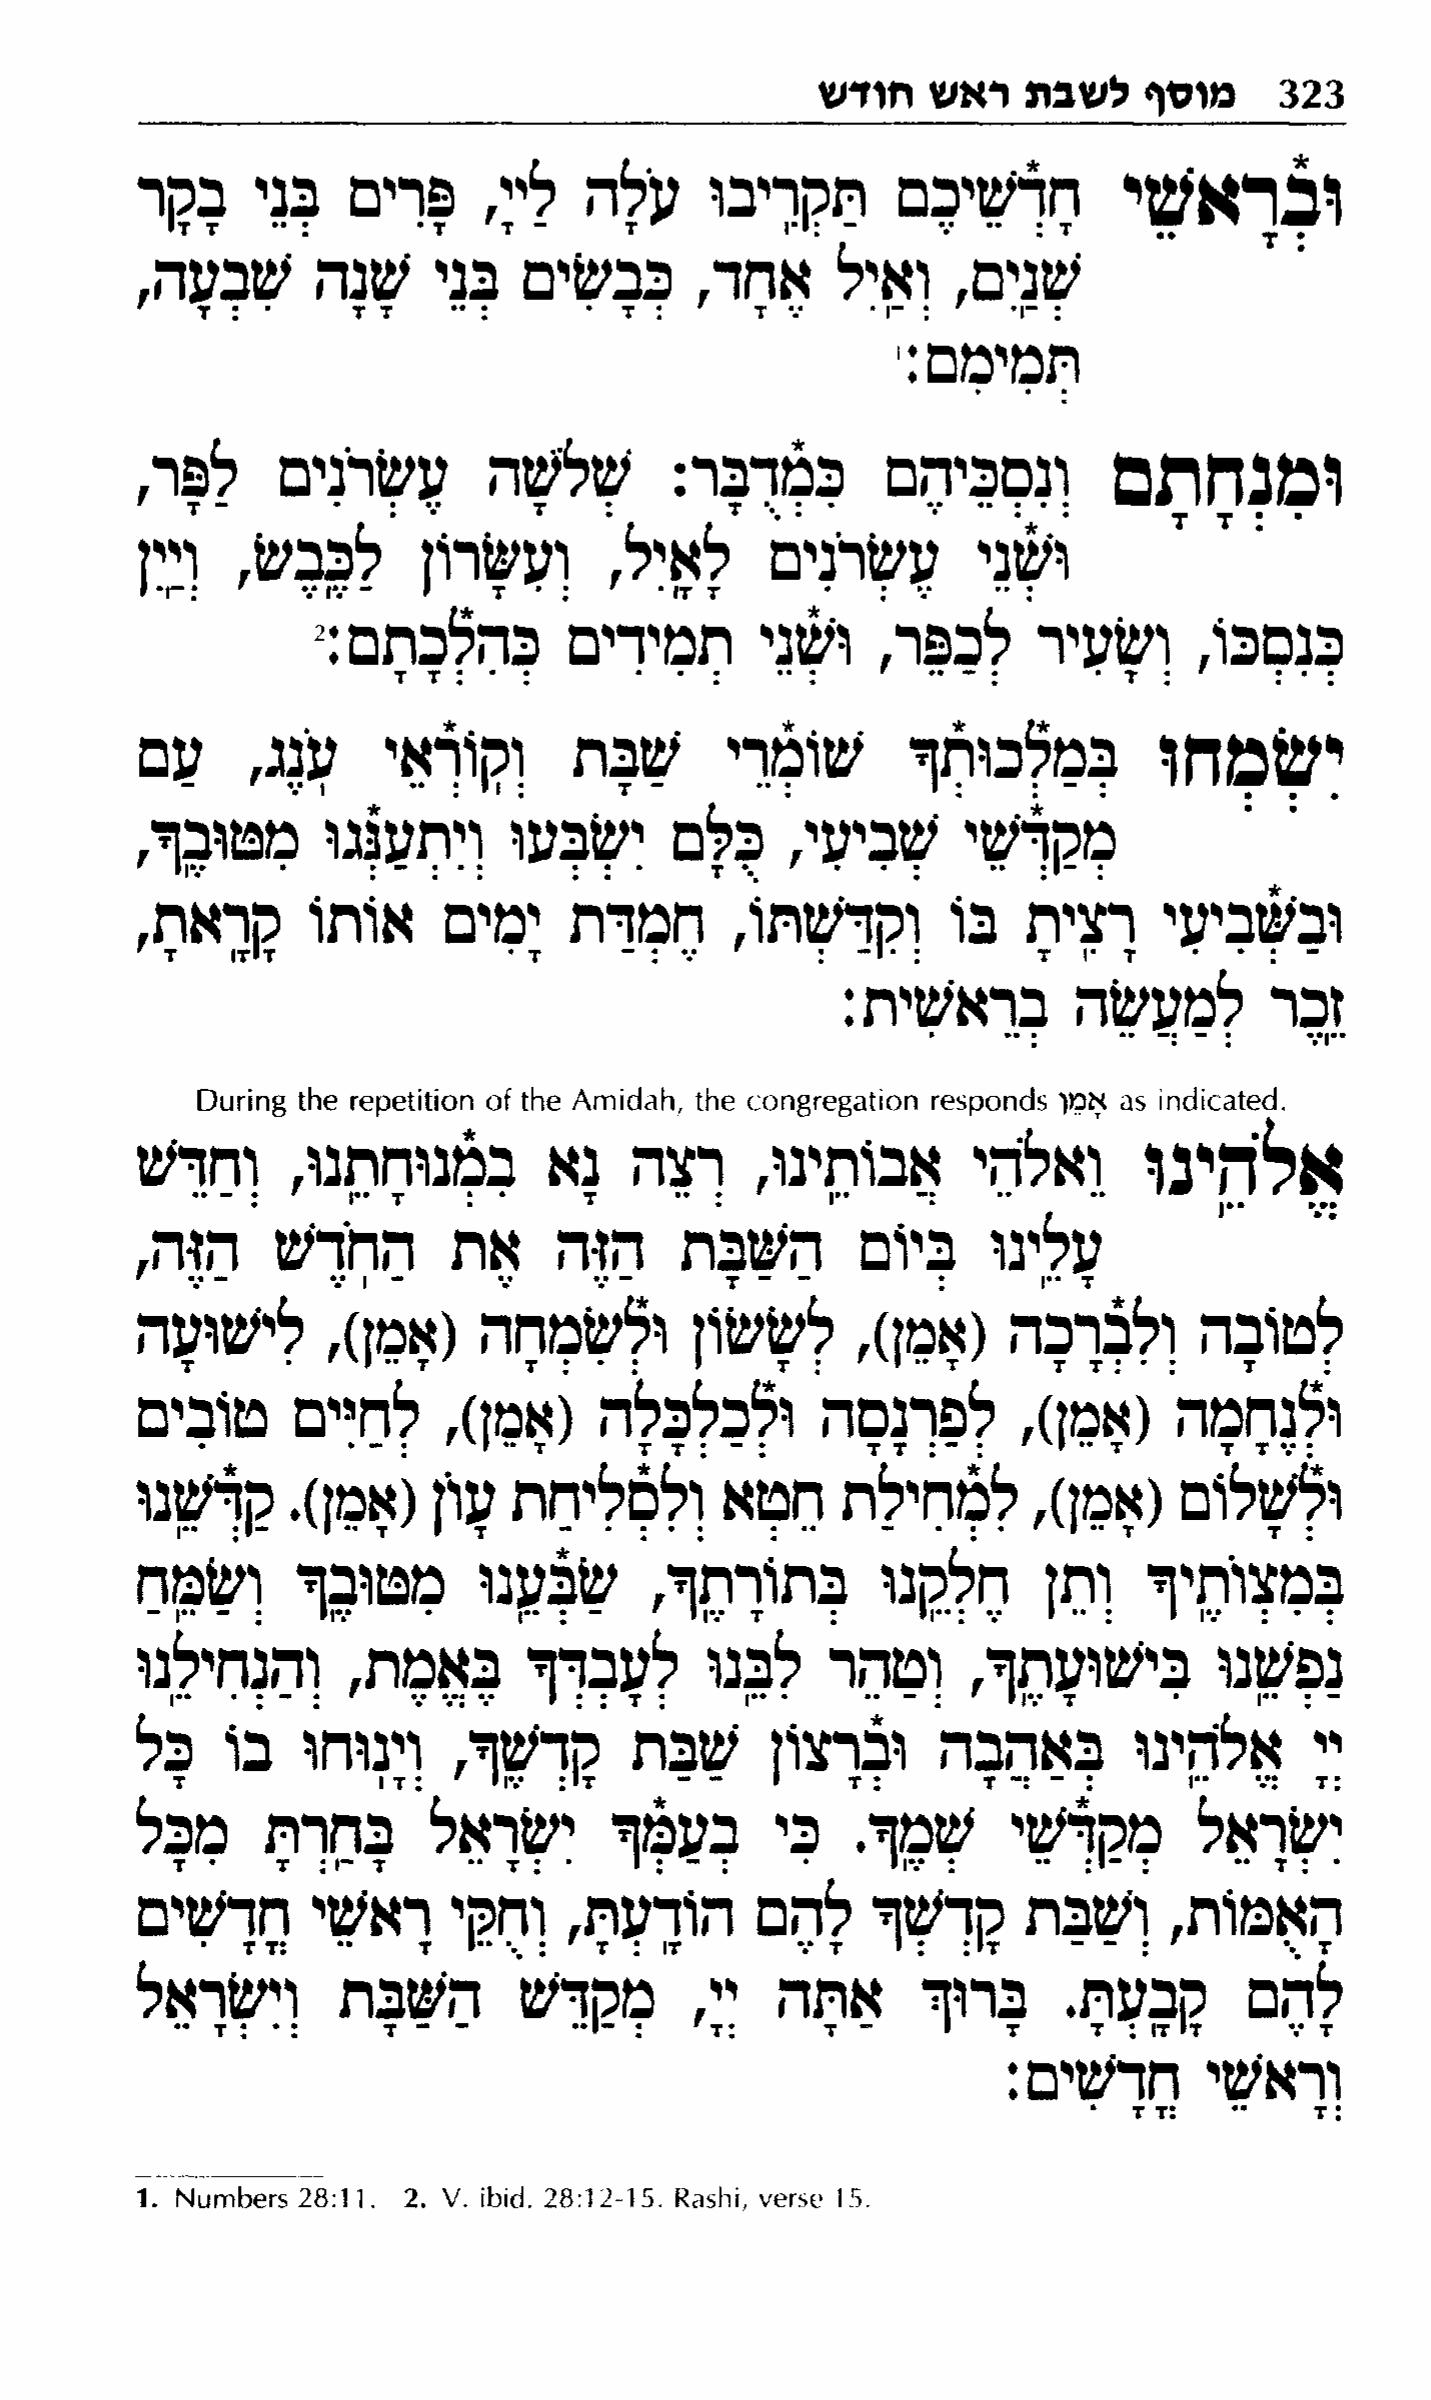 323 מוסף לשבת ראש חודש
וּבְ֯רָאשֵׁי חָדְ֯שֵׁיכֶם תַּקְרִֽיבוּ עֹלָה לַייָ, פָּרִים בְּנֵי בָקָר
שְׁנַֽיִם, וְאַֽיִל אֶחָד, כְּבָשִׂים בְּנֵי שָׁנָה שִׁבְעָה,
תְּמִימִם:1
וּמִנְחָתָם וְנִסְכֵּיהֶם כִּמְ֯דֻבָּר: שְׁלֹשָׁה עֶשְׂרֹנִים לַפָּר,
וּשְׁ֯נֵי עֶשְׂרֹנִים לָאָֽיִל, וְעִשָּׂרוֹן לַכֶּֽבֶשׂ, וְיַֽיִן
כְּנִסְכּוֹ, וְשָׂעִיר לְכַפֵּר, וּשְׁ֯נֵי תְמִידִים כְּהִלְ֯כָתָם:2
יִשְׂמְחוּ בְּמַלְ֯כוּתְ֯ךָ שׁוֹמְ֯רֵי שַׁבָּת וְקֽוֹרְ֯אֵי עֹֽנֶג, עַם
מְקַדְּ֯שֵׁי שְׁבִיעִי, כֻּלָּם יִשְׂבְּעוּ וְיִתְעַנְּ֯גוּ מִטּוּבֶֽךָ,
וּבַשְּׁ֯בִיעִי רָצִֽיתָ בּוֹ וְקִדַּשְׁתּוֹ, חֶמְדַּת יָמִים אוֹתוֹ קָרָֽאתָ,
זֵֽכֶר לְמַעֲשֵׂה בְרֵאשִׁית:
During the repetition of the Amidah, the congregation responds אָמֵן as indicated.
אֱלֹהֵֽינוּ וֵאלֹהֵי אֲבוֹתֵֽינוּ, רְצֵה נָא בִמְ֯נוּחָתֵֽנוּ, וְחַדֵּשׁ
עָלֵֽינוּ בְּיוֹם הַשַּׁבָּת הַזֶּה אֶת הַחֹֽדֶשׁ הַזֶּה,
לְטוֹבָה וְלִבְ֯רָכָה (אָמֵן), לְשָׂשׂוֹן וּלְ֯שִׂמְחָה (אָמֵן), לִישׁוּעָה
וּלְ֯נֶחָמָה (אָמֵן), לְפַרְנָסָה וּלְ֯כַלְכָּלָה (אָמֵן), לְחַיִּים טוֹבִים
וּלְ֯שָׁלוֹם (אָמֵן), לִמְ֯חִילַת חֵטְא וְלִסְ֯לִיחַת עָוֹן (אָמֵן). קַדְּ֯שֵֽׁנוּ
בְּמִצְוֹתֶֽיךָ וְתֵן חֶלְקֵֽנוּ בְּתוֹרָתֶֽךָ, שַׂבְּ֯עֵֽנוּ מִטּוּבֶֽךָ וְשַׂמֵּֽחַ
נַפְשֵֽׁנוּ בִּישׁוּעָתֶֽךָ, וְטַהֵר לִבֵּֽנוּ לְעָבְדְּךָ בֶּאֱמֶת, וְהַנְחִילֵֽנוּ
יְיָ אֱלֹהֵֽינוּ בְּאַהֲבָה וּבְ֯רָצוֹן שַׁבַּת קָדְשֶֽׁךָ, וְיָנֽוּחוּ בוֹ כָּל
יִשְׂרָאֵל מְקַדְּ֯שֵׁי שְׁמֶֽךָ. כִּי בְעַמְּ֯ךָ יִשְׂרָאֵל בָּחַֽרְתָּ מִכָּל
הָאֻמּוֹת, וְשַׁבַּת קָדְשְׁךָ לָהֶם הוֹדָֽעְתָּ, וְחֻקֵּי רָאשֵׁי חֳדָשִׁים
לָהֶם קָבָֽעְתָּ. בָּרוּךְ אַתָּה יְיָ, מְקַדֵּשׁ הַשַּׁבָּת וְיִשְׂרָאֵל
וְרָאשֵׁי חֳדָשִׁים:
1. Numbers 28:11. 2. V. ibid. 28:12-15. Rashi, verse 15.